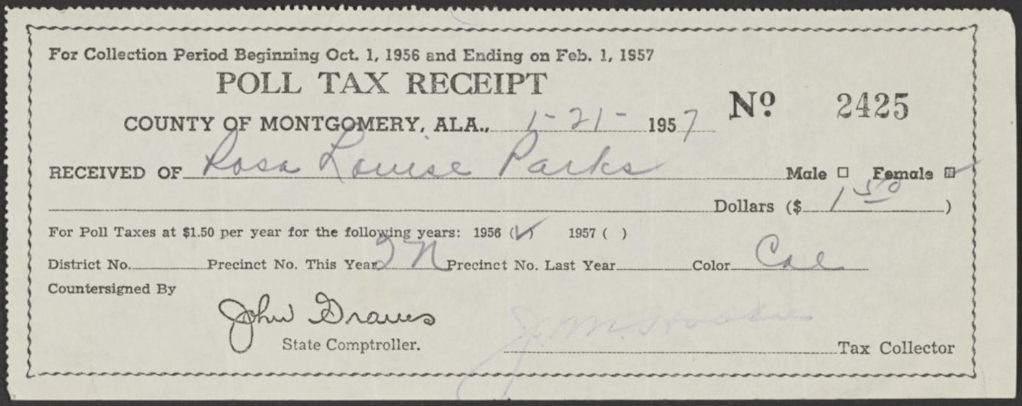 For Collection Period Beginning Oct. 1, 1956 and Ending on Feb. 1, 1957
POLL TAX RECEIPT
Nº 2425
COUNTY OF MONTGOMERY, ALA., 1-21- 1957
RECEIVED OF Rosa Louise Parks Male ☐ Female ☑
Dollars ($ 1 50 )
For Poll Taxes at $1.50 per year for the following years: 1956 (✓) 1957 ( )
District No. Precinct No. This Year 2 N Precinct No. Last Year Color Col
Countersigned By
John Graves
State Comptroller.
Tax Collector